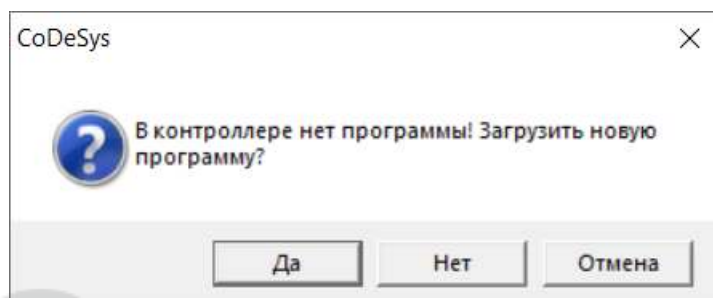 CoDeSys
В контроллере нет программы! Загрузить новую
программу?
Да
Нет
Отмена